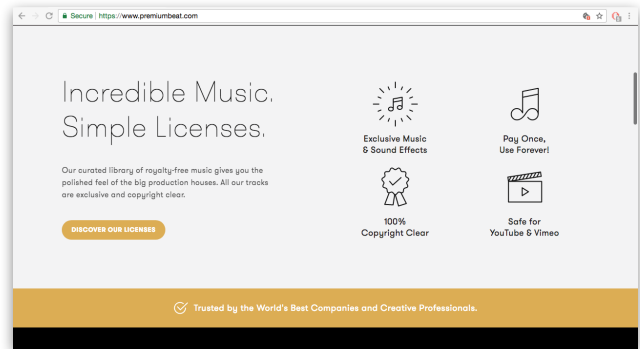 Secure | https://www.premiumbeat.com
Incredible Music.
Simple Licenses.
Our curated library of royalty-free music gives you the
polished feel of the big production houses. All our tracks
are exclusive and copyright clear.
DISCOVER OUR LICENSES
Exclusive Music
& Sound Effects
Pay Once,
Use Forever!
100%
Copyright Clear
Safe for
YouTube & Vimeo
Trusted by the World's Best Companies and Creative Professionals.